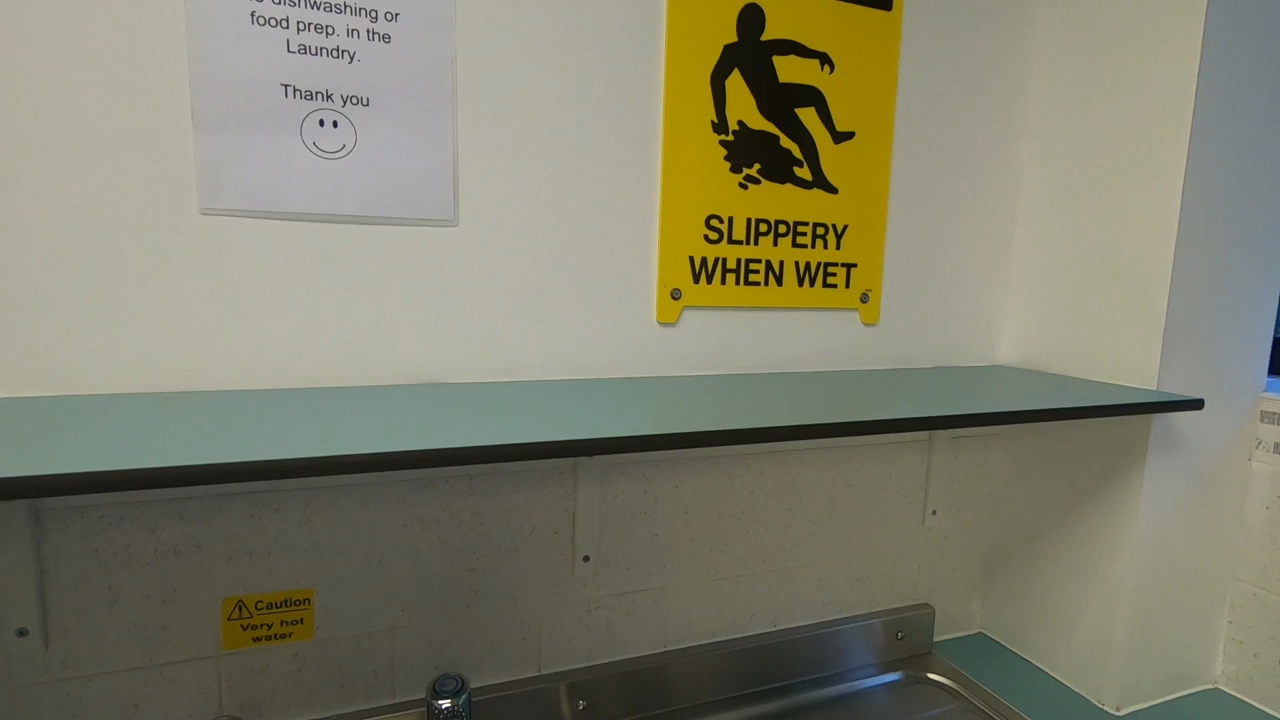 dishwashing or
food prep. in the
Laundry.
Thank you
SLIPPERY
WHEN WET
Caution
Very hot
water